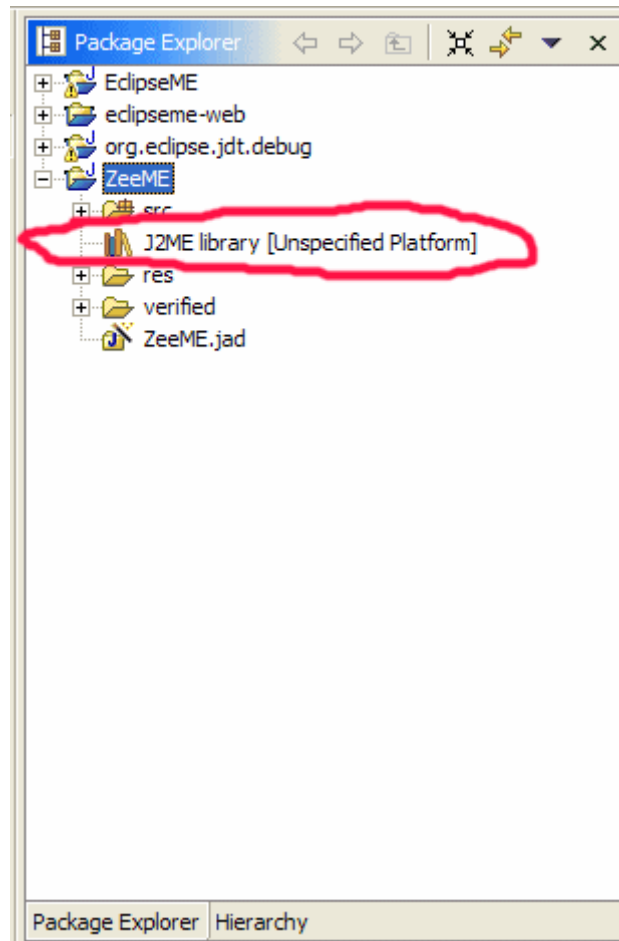 Package Explorer
EclipseME
eclipseme-web
org.eclipse.jdt.debug
ZeeME
src
J2ME library [Unspecified Platform]
res
verified
ZeeME.jad
Package Explorer Hierarchy